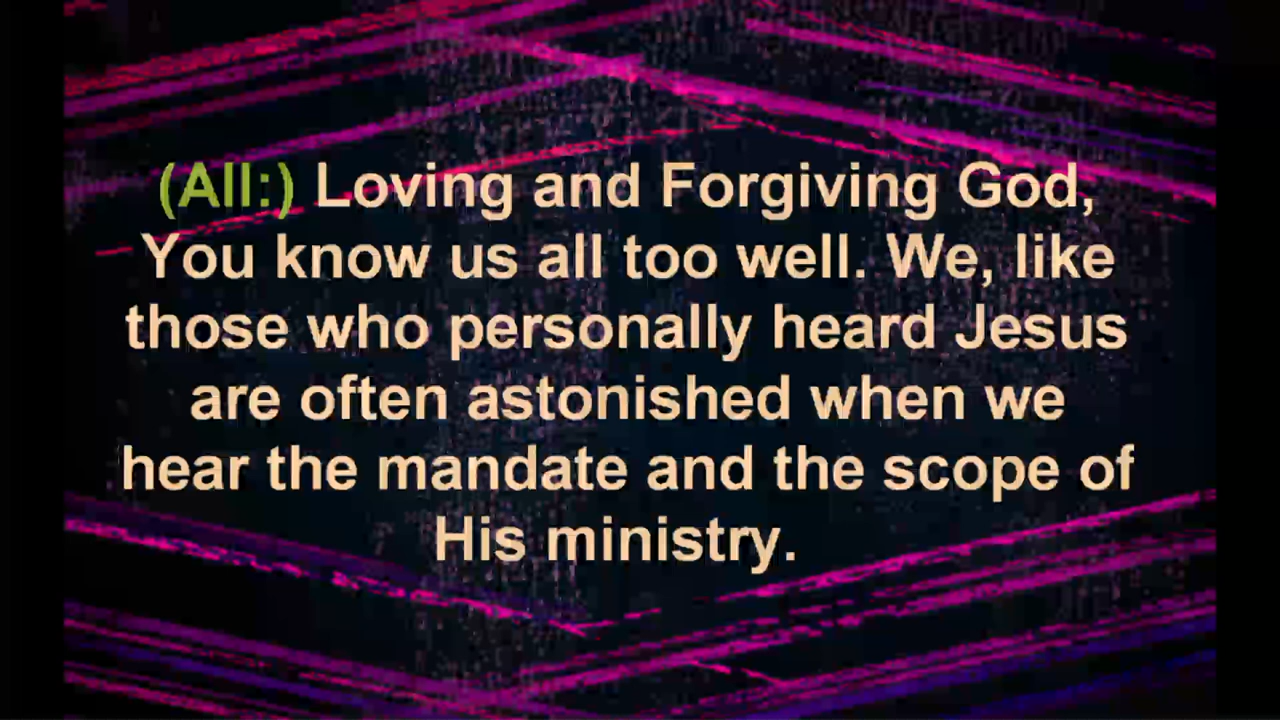 (All:) Loving and Forgiving God,
You know us all too well. We, like
those who personally heard Jesus
are often astonished when we
hear the mandate and the scope of
His ministry.